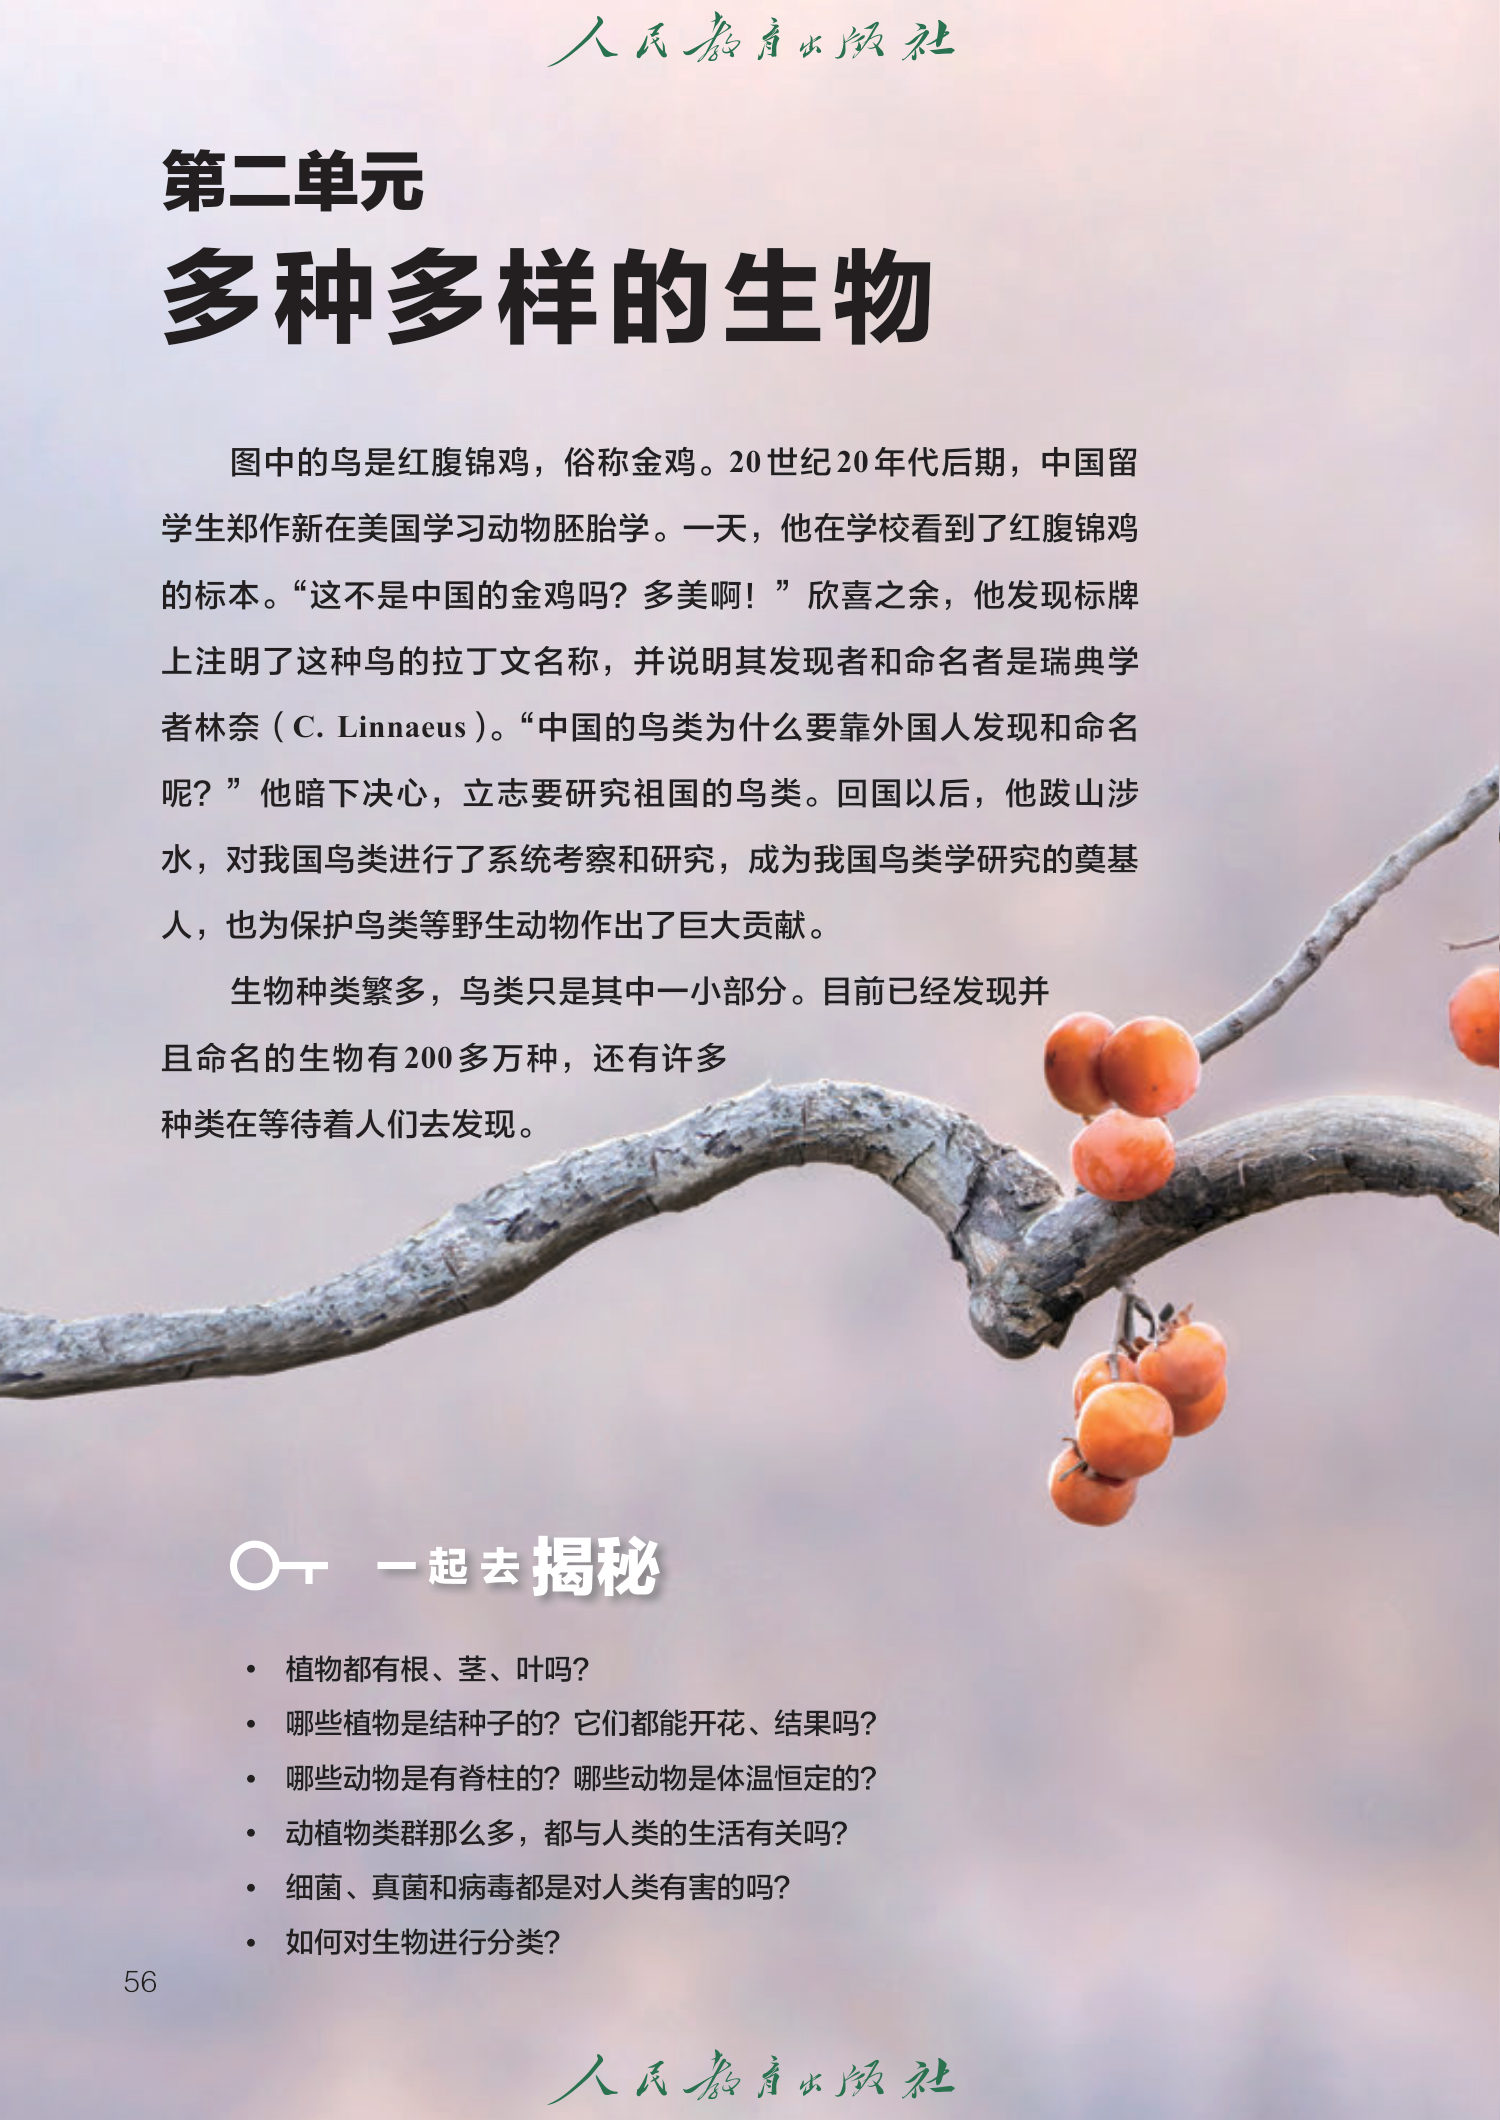 人民教育出版社
第二单元
多种多样的生物
图中的鸟是红腹锦鸡，俗称金鸡。20世纪20年代后期，中国留
学生郑作新在美国学习动物胚胎学。一天，他在学校看到了红腹锦鸡
的标本。“这不是中国的金鸡吗？多美啊！”欣喜之余，他发现标牌
上注明了这种鸟的拉丁文名称，并说明其发现者和命名者是瑞典学
者林奈（C. Linnaeus）。“中国的鸟类为什么要靠外国人发现和命名
呢？”他暗下决心，立志要研究祖国的鸟类。回国以后，他跋山涉
水，对我国鸟类进行了系统考察和研究，成为我国鸟类学研究的奠基
人，也为保护鸟类等野生动物作出了巨大贡献。
生物种类繁多，鸟类只是其中一小部分。目前已经发现并
且命名的生物有200多万种，还有许多
种类在等待着人们去发现。
一起去揭秘
• 植物都有根、茎、叶吗？
• 哪些植物是结种子的？它们都能开花、结果吗？
• 哪些动物是有脊柱的？哪些动物是体温恒定的？
• 动植物类群那么多，都与人类的生活有关吗？
• 细菌、真菌和病毒都是对人类有害的吗？
• 如何对生物进行分类？
56
人民教育出版社